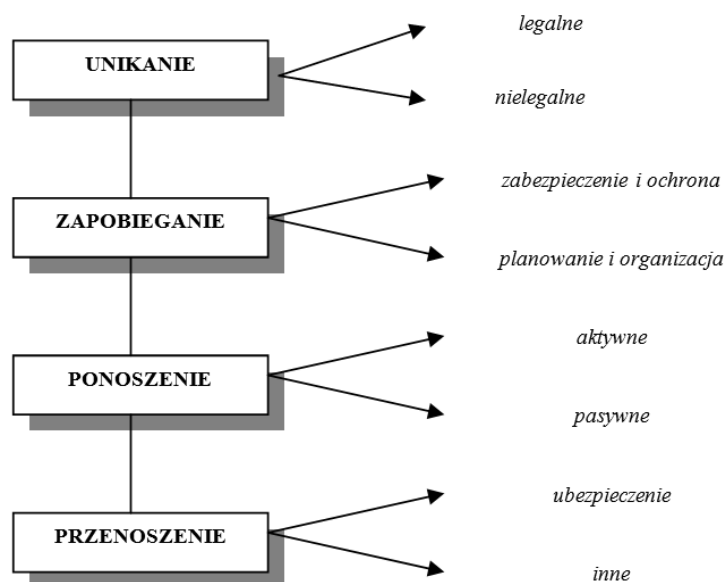 legalne
UNIKANIE
nielegalne
zabezpieczenie i ochrona
ZAPOBIEGANIE
planowanie i organizacja
aktywne
PONOSZENIE
pasywne
ubezpieczenie
PRZENOSZENIE
inne